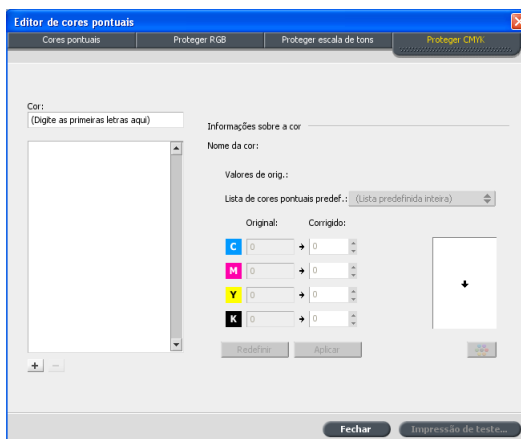 Editor de cores pontuais
Cores pontuais Proteger RGB Proteger escala de tons Proteger CMYK
Cor:
(Digite as primeiras letras aqui)
Informações sobre a cor
Nome da cor:
Valores de orig.:
Lista de cores pontuais predef.: (Lista predefinida inteira)
Original: Corrigido:
C 0 0
M 0 0
Y 0 0
K 0 0
Redefinir Aplicar
Fechar Impressão de teste...